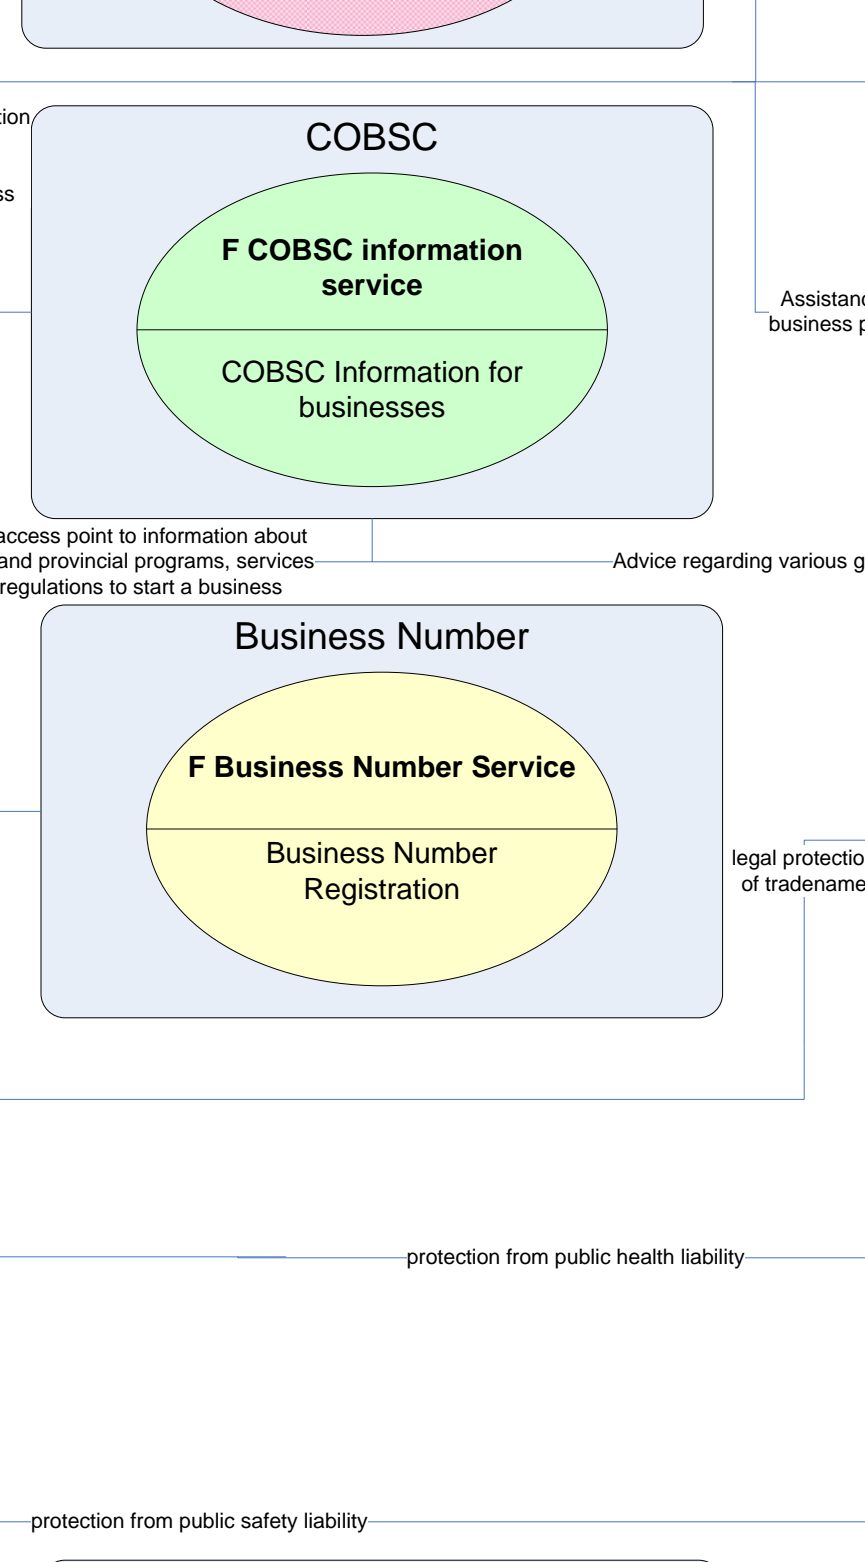 COBSC
F COBSC information
service
COBSC Information for
businesses
business
access point to information about
and provincial programs, services
regulations to start a business
Advice regarding various
Business Number
F Business Number Service
Business Number
Registration
legal
of tradename
protection from public health liability
protection from public safety liability